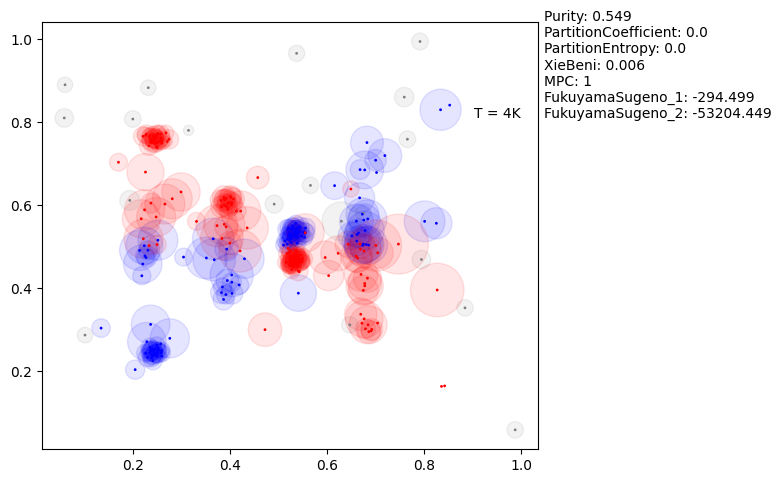 Purity: 0.549
PartitionCoefficient: 0.0
PartitionEntropy: 0.0
XieBeni: 0.006
MPC: 1
FukuyamaSugeno_1: -294.499
FukuyamaSugeno_2: -53204.449
T = 4K
1.0
0.8
0.6
0.4
0.2
0.2 0.4 0.6 0.8 1.0